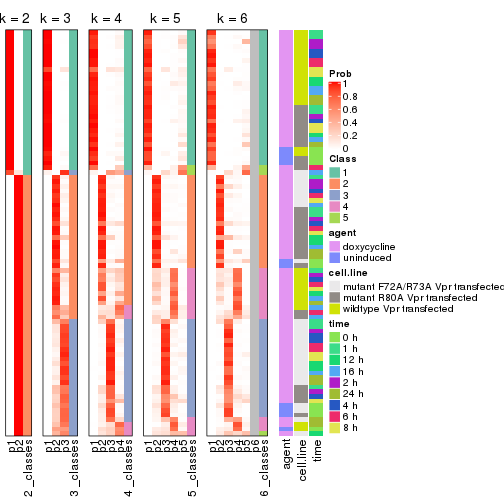 k = 2
k = 3
k = 4
k = 5
k = 6
Prob
1
0.8
0.6
0.4
0.2
0
Class
1
2
3
4
5
agent
doxycycline
uninduced
cell.line
mutant F72A/R73A Vpr transfected
mutant R80A Vpr transfected
wildtype Vpr transfected
time
0 h
1 h
12 h
16 h
2 h
24 h
4 h
6 h
8 h
p1
p2
2_classes
p1
p2
p3
3_classes
p1
p2
p3
p4
4_classes
p1
p2
p3
p4
p5
5_classes
p1
p2
p3
p4
p5
p6
6_classes
agent
cell.line
time